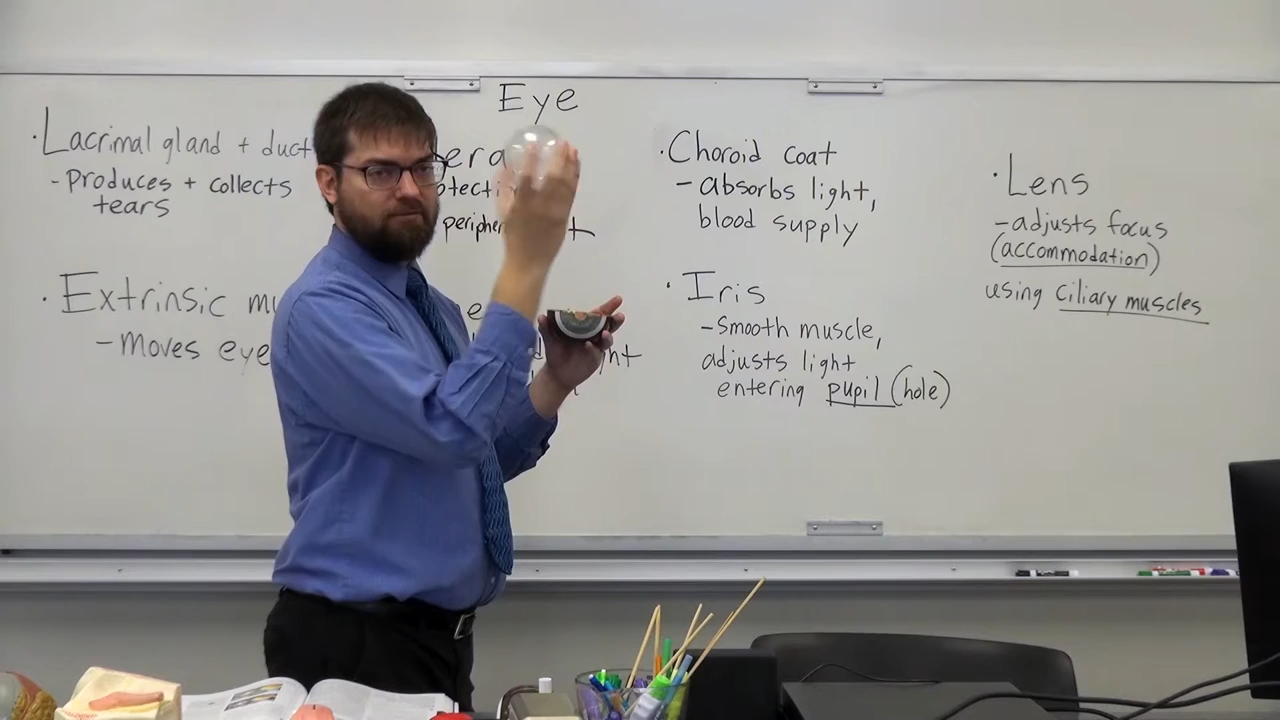 Eye
·Lacrimal gland + duct
- produces + collects
tears
·Extrinsic
- moves eye
·Choroid coat
- absorbs light,
blood supply
·Iris
- Smooth muscle,
adjusts light
entering pupil (hole)
·Lens
- adjusts focus
(accommodation)
using ciliary muscles